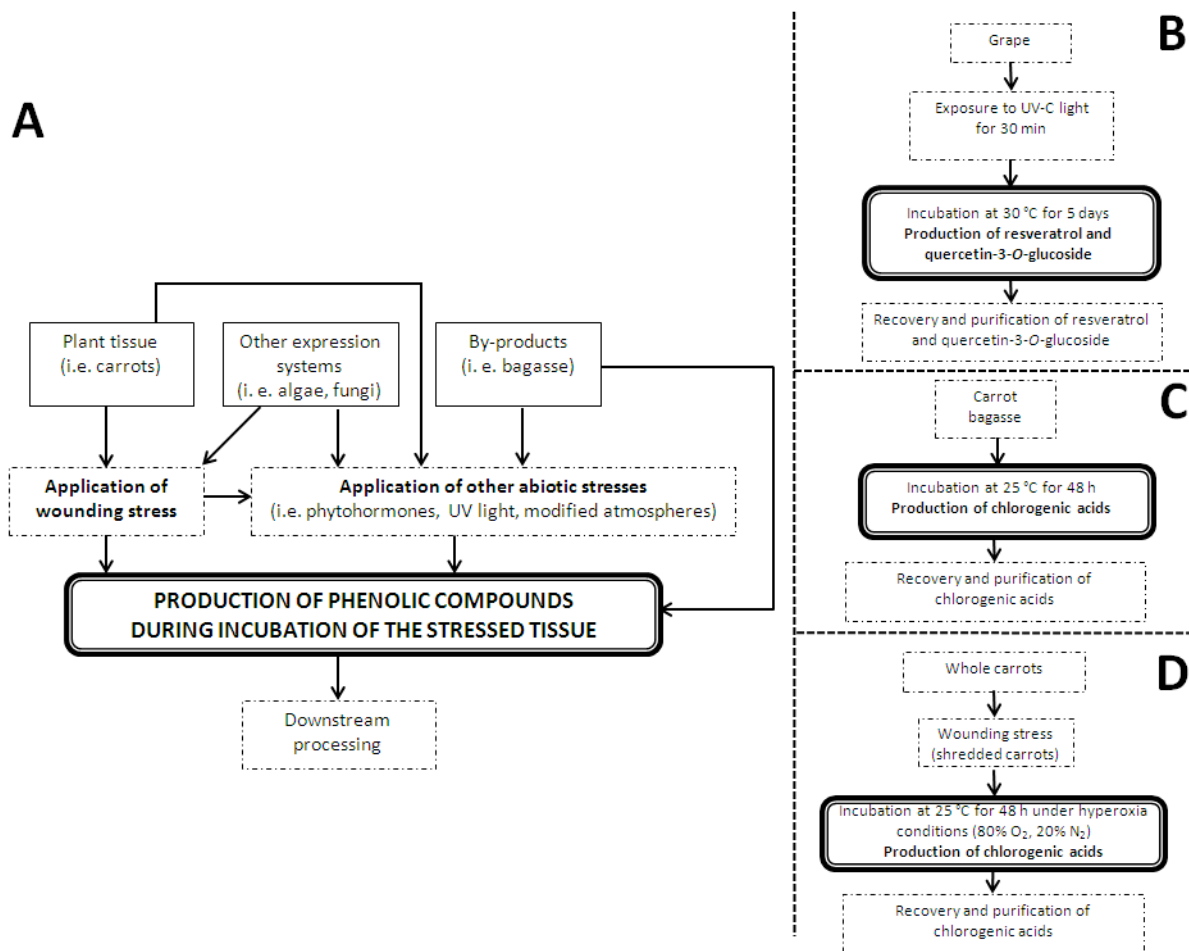 A
Plant tissue
(i.e. carrots)
Other expression
systems
(i. e. algae, fungi)
By-products
(i. e. bagasse)
Application of
wounding stress
Application of other abiotic stresses
(i.e. phytohormones, UV light, modified atmospheres)
PRODUCTION OF PHENOLIC COMPOUNDS
DURING INCUBATION OF THE STRESSED TISSUE
Downstream
processing
B
Grape
Exposure to UV-C light
for 30 min
Incubation at 30 °C for 5 days
Production of resveratrol and
quercetin-3-O-glucoside
Recovery and purification of resveratrol
and quercetin-3-O-glucoside
C
Carrot
bagasse
Incubation at 25 °C for 48 h
Production of chlorogenic acids
Recovery and purification of
chlorogenic acids
D
Whole carrots
Wounding stress
(shredded carrots)
Incubation at 25 °C for 48 h under hyperoxia
conditions (80% O₂, 20% N₂)
Production of chlorogenic acids
Recovery and purification of
chlorogenic acids